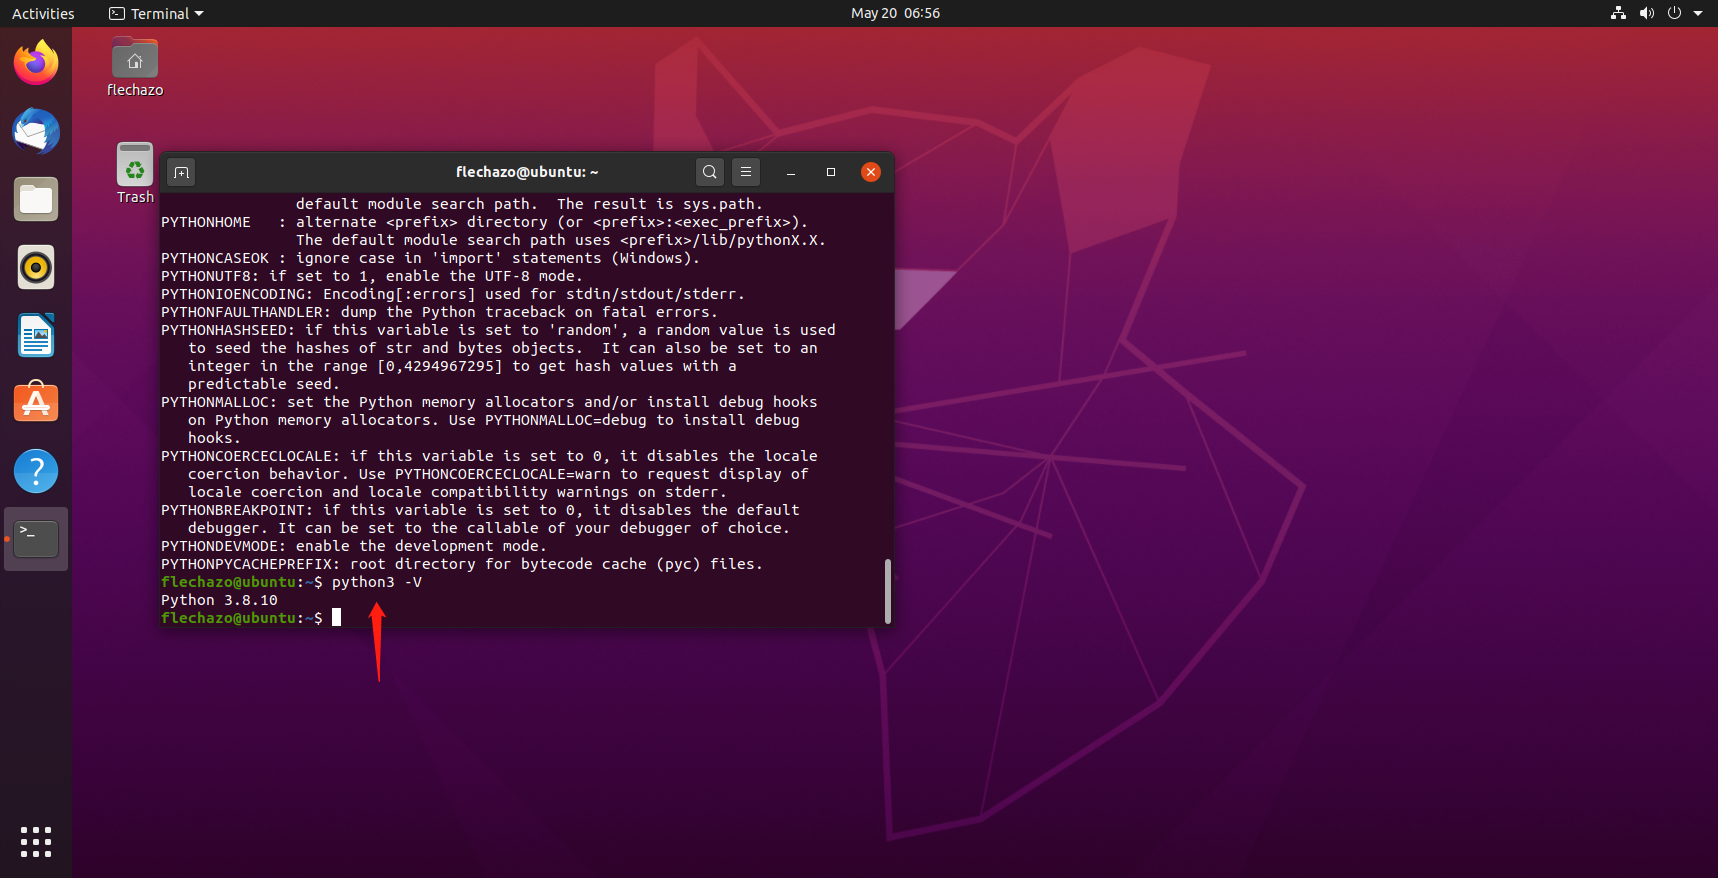 Activities
Terminal
May 20 06:56
flechazo
Trash
flechazo@ubuntu: ~
default module search path.  The result is sys.path.
PYTHONHOME   : alternate <prefix> directory (or <prefix>:<exec_prefix>).
               The default module search path uses <prefix>/lib/pythonX.X.
PYTHONCASEOK : ignore case in 'import' statements (Windows).
PYTHONUTF8: if set to 1, enable the UTF-8 mode.
PYTHONIOENCODING: Encoding[:errors] used for stdin/stdout/stderr.
PYTHONFAULTHANDLER: dump the Python traceback on fatal errors.
PYTHONHASHSEED: if this variable is set to 'random', a random value is used
   to seed the hashes of str and bytes objects.  It can also be set to an
   integer in the range [0,4294967295] to get hash values with a
   predictable seed.
PYTHONMALLOC: set the Python memory allocators and/or install debug hooks
   on Python memory allocators. Use PYTHONMALLOC=debug to install debug
   hooks.
PYTHONCOERCECLOCALE: if this variable is set to 0, it disables the locale
   coercion behavior. Use PYTHONCOERCECLOCALE=warn to request display of
   locale coercion and locale compatibility warnings on stderr.
PYTHONBREAKPOINT: if this variable is set to 0, it disables the default
   debugger. It can be set to the callable of your debugger of choice.
PYTHONDEVMODE: enable the development mode.
PYTHONPYCACHEPREFIX: root directory for bytecode cache (pyc) files.
flechazo@ubuntu:~$ python3 -V
Python 3.8.10
flechazo@ubuntu:~$